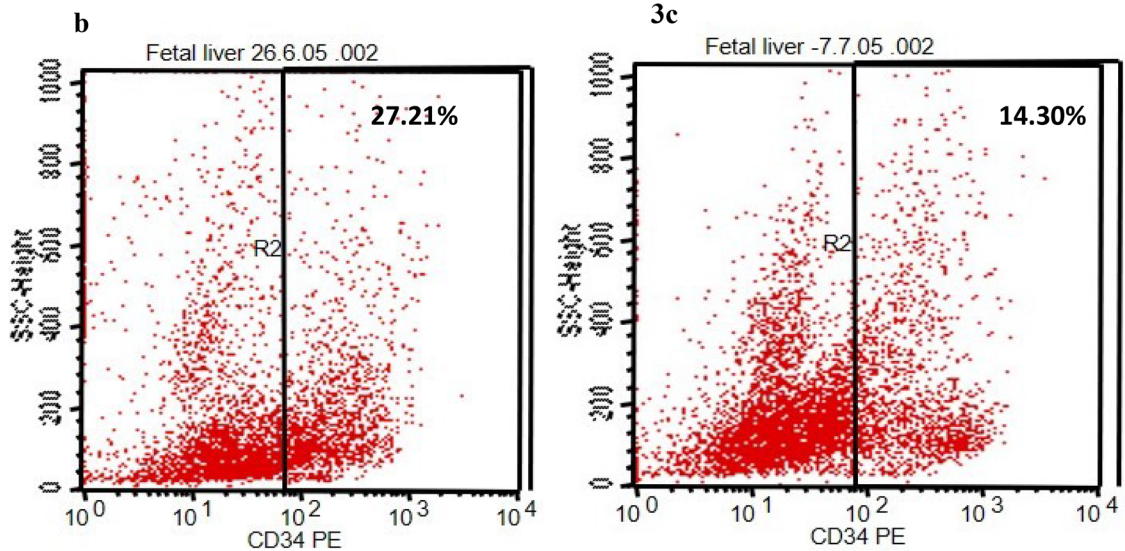 b
Fetal liver 26.6.05 .002
27.21%
R2
SSC-Height
1000
800
600
400
200
0
10^0 10^1 10^2 10^3 10^4
CD34 PE
3c
Fetal liver -7.7.05 .002
14.30%
R2
SSC-Height
1000
800
600
400
200
0
10^0 10^1 10^2 10^3 10^4
CD34 PE